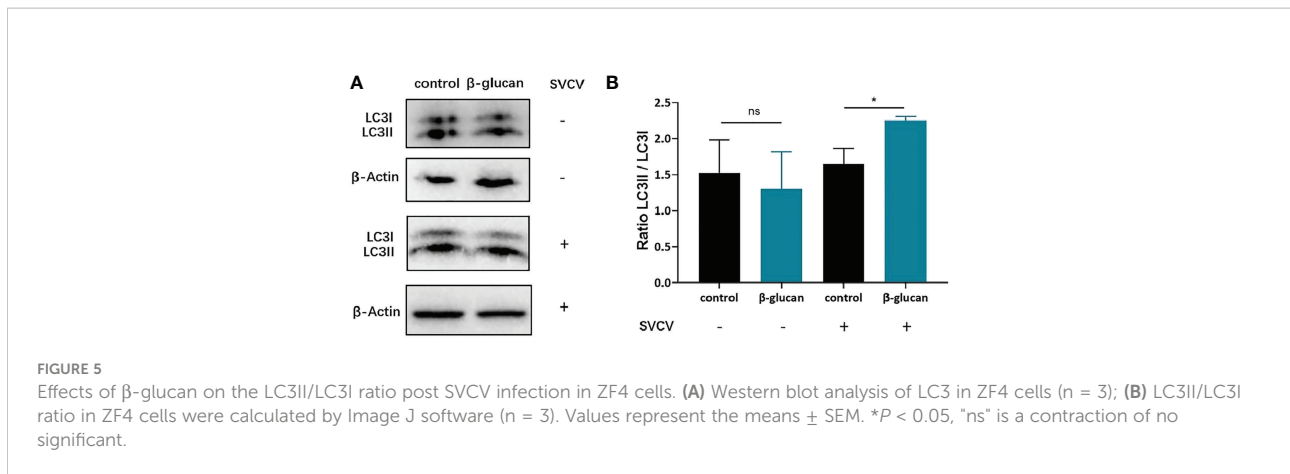 A
control β-glucan SVCV
LC3I
LC3II
-
β-Actin
-
LC3I
LC3II
+
β-Actin
+
B
Ratio LC3II / LC3I
2.5
2.0
1.5
1.0
0.5
0.0
ns
*
control β-glucan control β-glucan
SVCV - - + +
FIGURE 5
Effects of β-glucan on the LC3II/LC3I ratio post SVCV infection in ZF4 cells. (A) Western blot analysis of LC3 in ZF4 cells (n = 3); (B) LC3II/LC3I
ratio in ZF4 cells were calculated by Image J software (n = 3). Values represent the means ± SEM. *P < 0.05, "ns" is a contraction of no
significant.